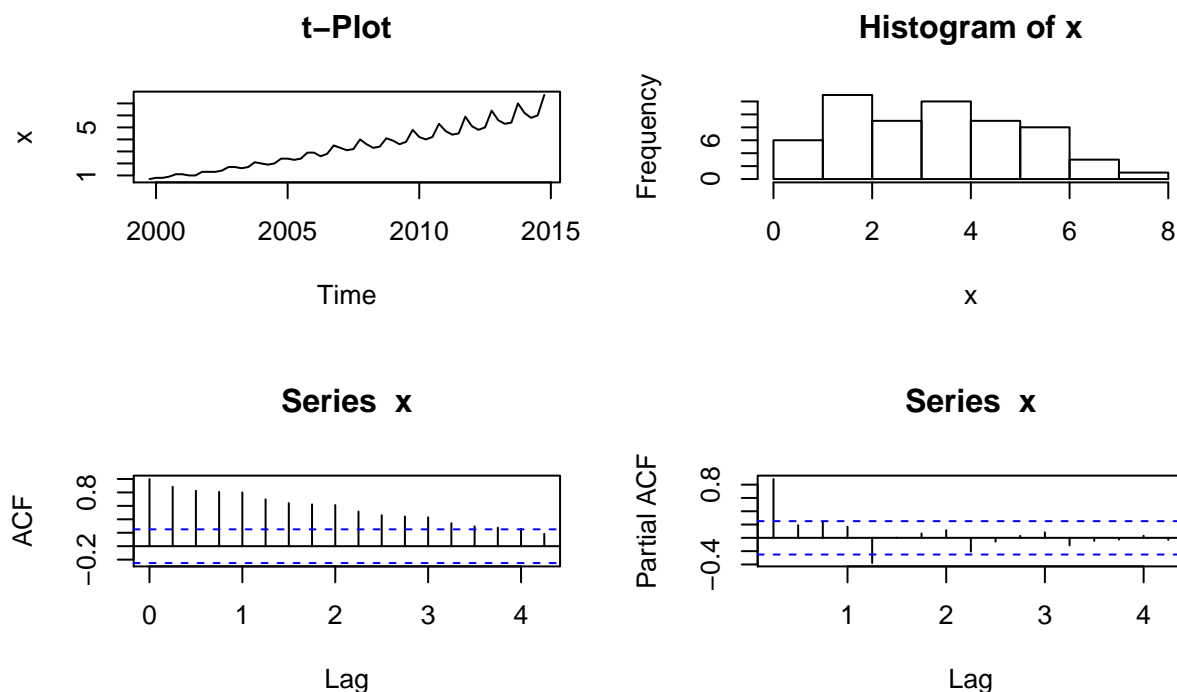 t−Plot
x
5
1
2000 2005 2010 2015
Time
Histogram of x
Frequency
6
0
0 2 4 6 8
x
Series x
ACF
0.8
−0.2
0 1 2 3 4
Lag
Series x
Partial ACF
0.8
−0.4
1 2 3 4
Lag